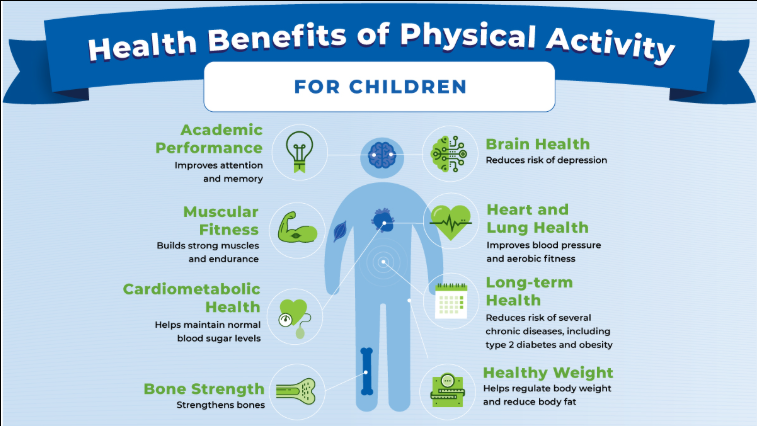 Health Benefits of Physical Activity
FOR CHILDREN
Academic
Performance
Improves attention
and memory
Muscular
Fitness
Builds strong muscles
and endurance
Cardiometabolic
Health
Helps maintain normal
blood sugar levels
Bone Strength
Strengthens bones
Brain Health
Reduces risk of depression
Heart and
Lung Health
Improves blood pressure
and aerobic fitness
Long-term
Health
Reduces risk of several
chronic diseases, including
type 2 diabetes and obesity
Healthy Weight
Helps regulate body weight
and reduce body fat